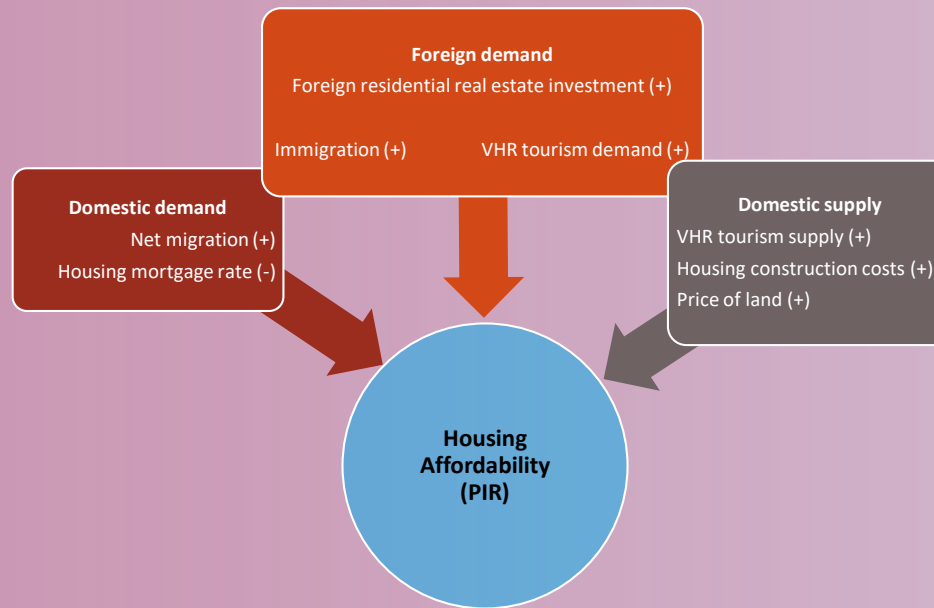 Foreign demand
Foreign residential real estate investment (+)
Immigration (+)
VHR tourism demand (+)
Domestic demand
Net migration (+)
Housing mortgage rate (-)
Domestic supply
VHR tourism supply (+)
Housing construction costs (+)
Price of land (+)
Housing
Affordability
(PIR)